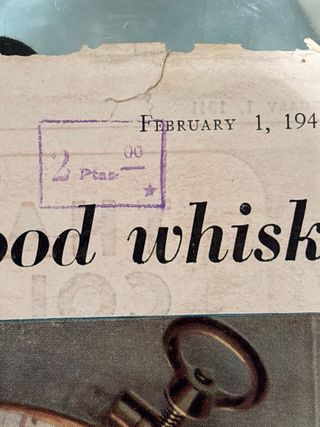 FEBRUARY 1, 194
2 Ptas 00
ood whisk